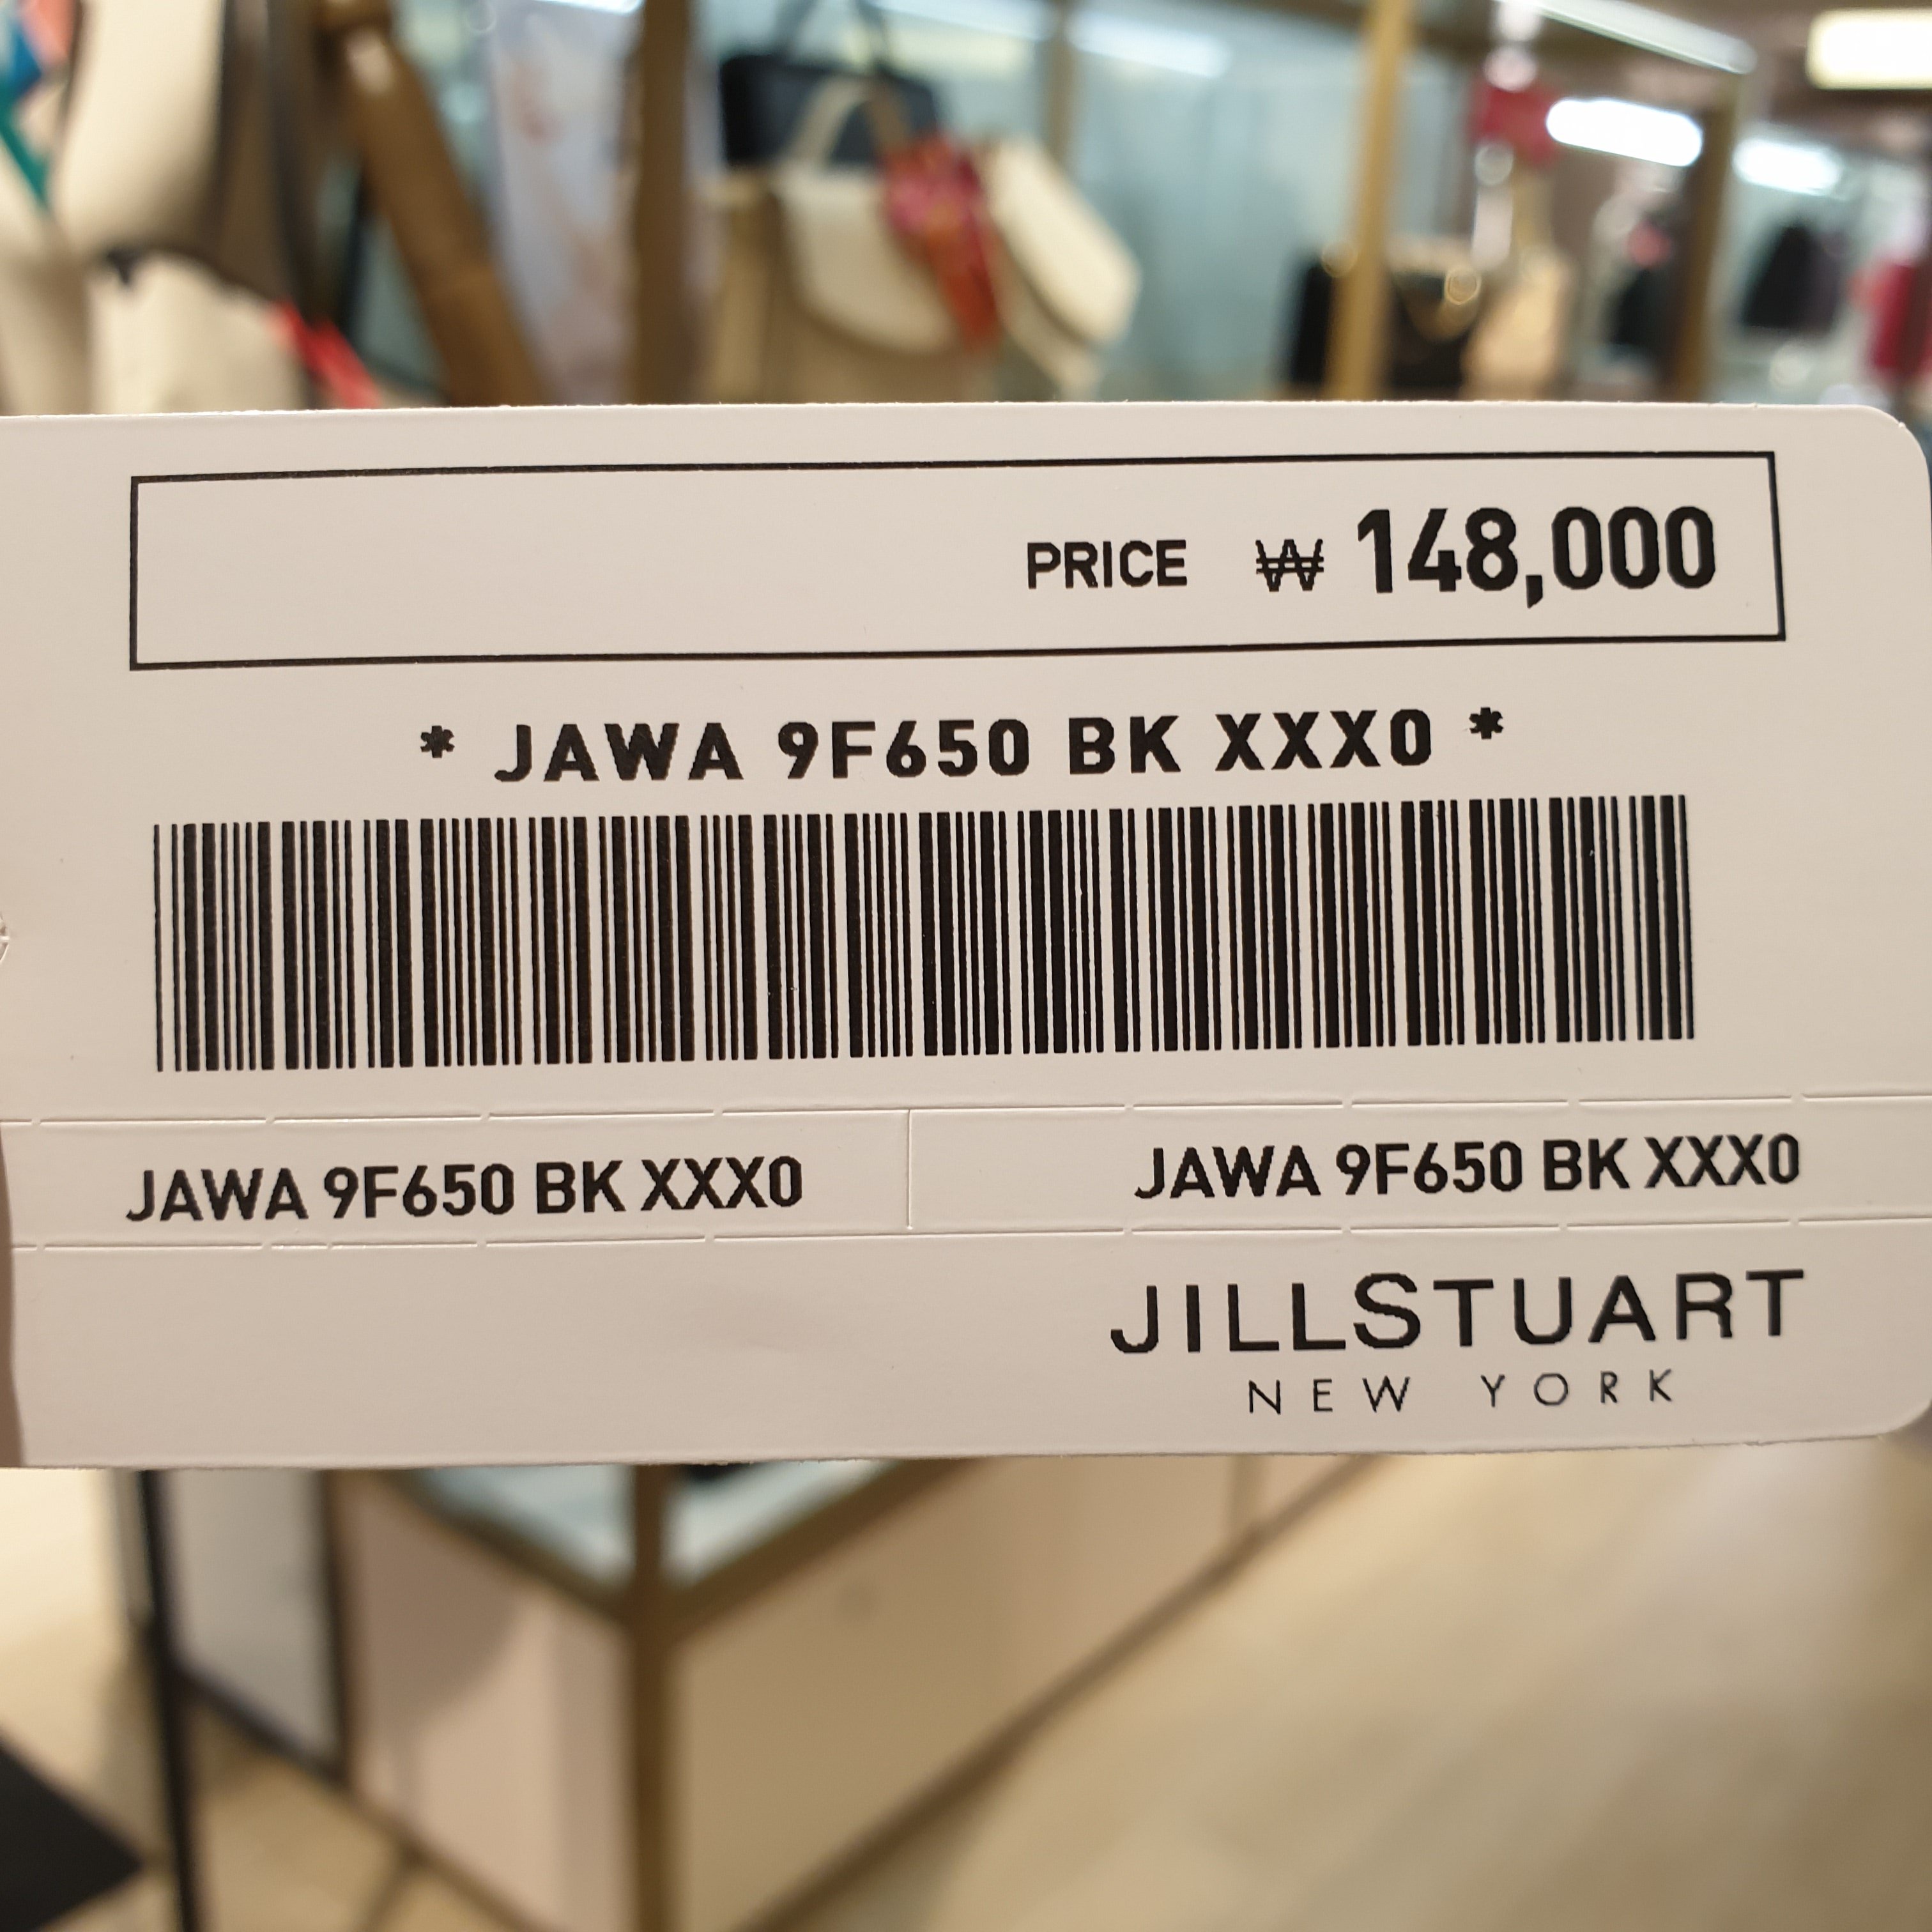 PRICE ₩ 148,000
* JAWA 9F650 BK XXX0 *
JAWA 9F650 BK XXX0
JAWA 9F650 BK XXX0
JILLSTUART
NEW YORK